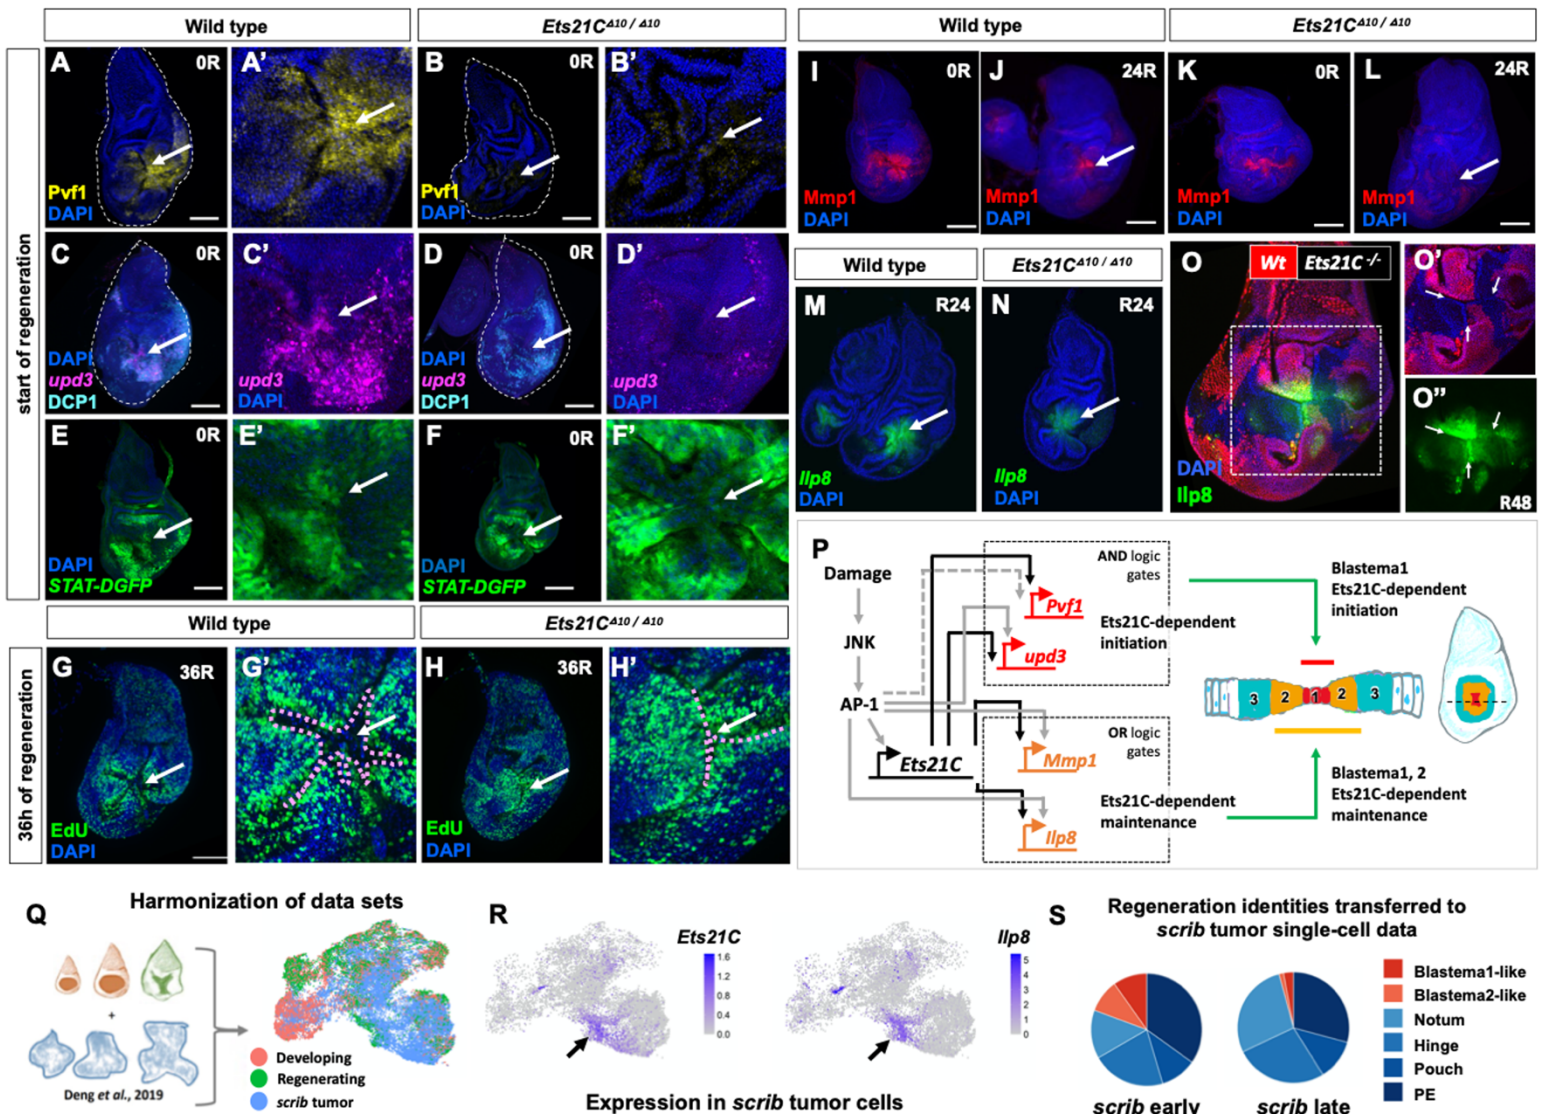 Wild type
Ets21C^Δ10 / Δ10
start of regeneration
A
0R
Pvf1
DAPI
A'
B
0R
Pvf1
DAPI
B'
C
0R
DAPI
upd3
DCP1
C'
upd3
DAPI
D
0R
DAPI
upd3
DCP1
D'
upd3
DAPI
E
0R
DAPI
STAT-DGFP
E'
F
0R
DAPI
STAT-DGFP
F'
Wild type
Ets21C^Δ10 / Δ10
36h of regeneration
G
36R
EdU
DAPI
G'
H
36R
EdU
DAPI
H'
Wild type
Ets21C^Δ10 / Δ10
I
0R
Mmp1
DAPI
J
24R
Mmp1
DAPI
K
0R
Mmp1
DAPI
L
24R
Mmp1
DAPI
Wild type
Ets21C^Δ10 / Δ10
M
R24
Ilp8
DAPI
N
R24
Ilp8
DAPI
O
Wt
Ets21C -/-
DAPI
Ilp8
O'
O''
R48
P
Damage
JNK
AP-1
Ets21C
AND logic
gates
Pvf1
Ets21C-dependent
initiation
upd3
OR logic
gates
Mmp1
Ets21C-dependent
maintenance
Ilp8
Blastema1
Ets21C-dependent
initiation
3 2 1 2 3
Blastema1, 2
Ets21C-dependent
maintenance
Q
Harmonization of data sets
+
Deng et al., 2019
Developing
Regenerating
scrib tumor
R
Ets21C
1.6
1.2
0.8
0.4
0.0
Ilp8
5
4
3
2
1
0
Expression in scrib tumor cells
S
Regeneration identities transferred to
scrib tumor single-cell data
Blastema1-like
Blastema2-like
Notum
Hinge
Pouch
PE
scrib early
scrib late